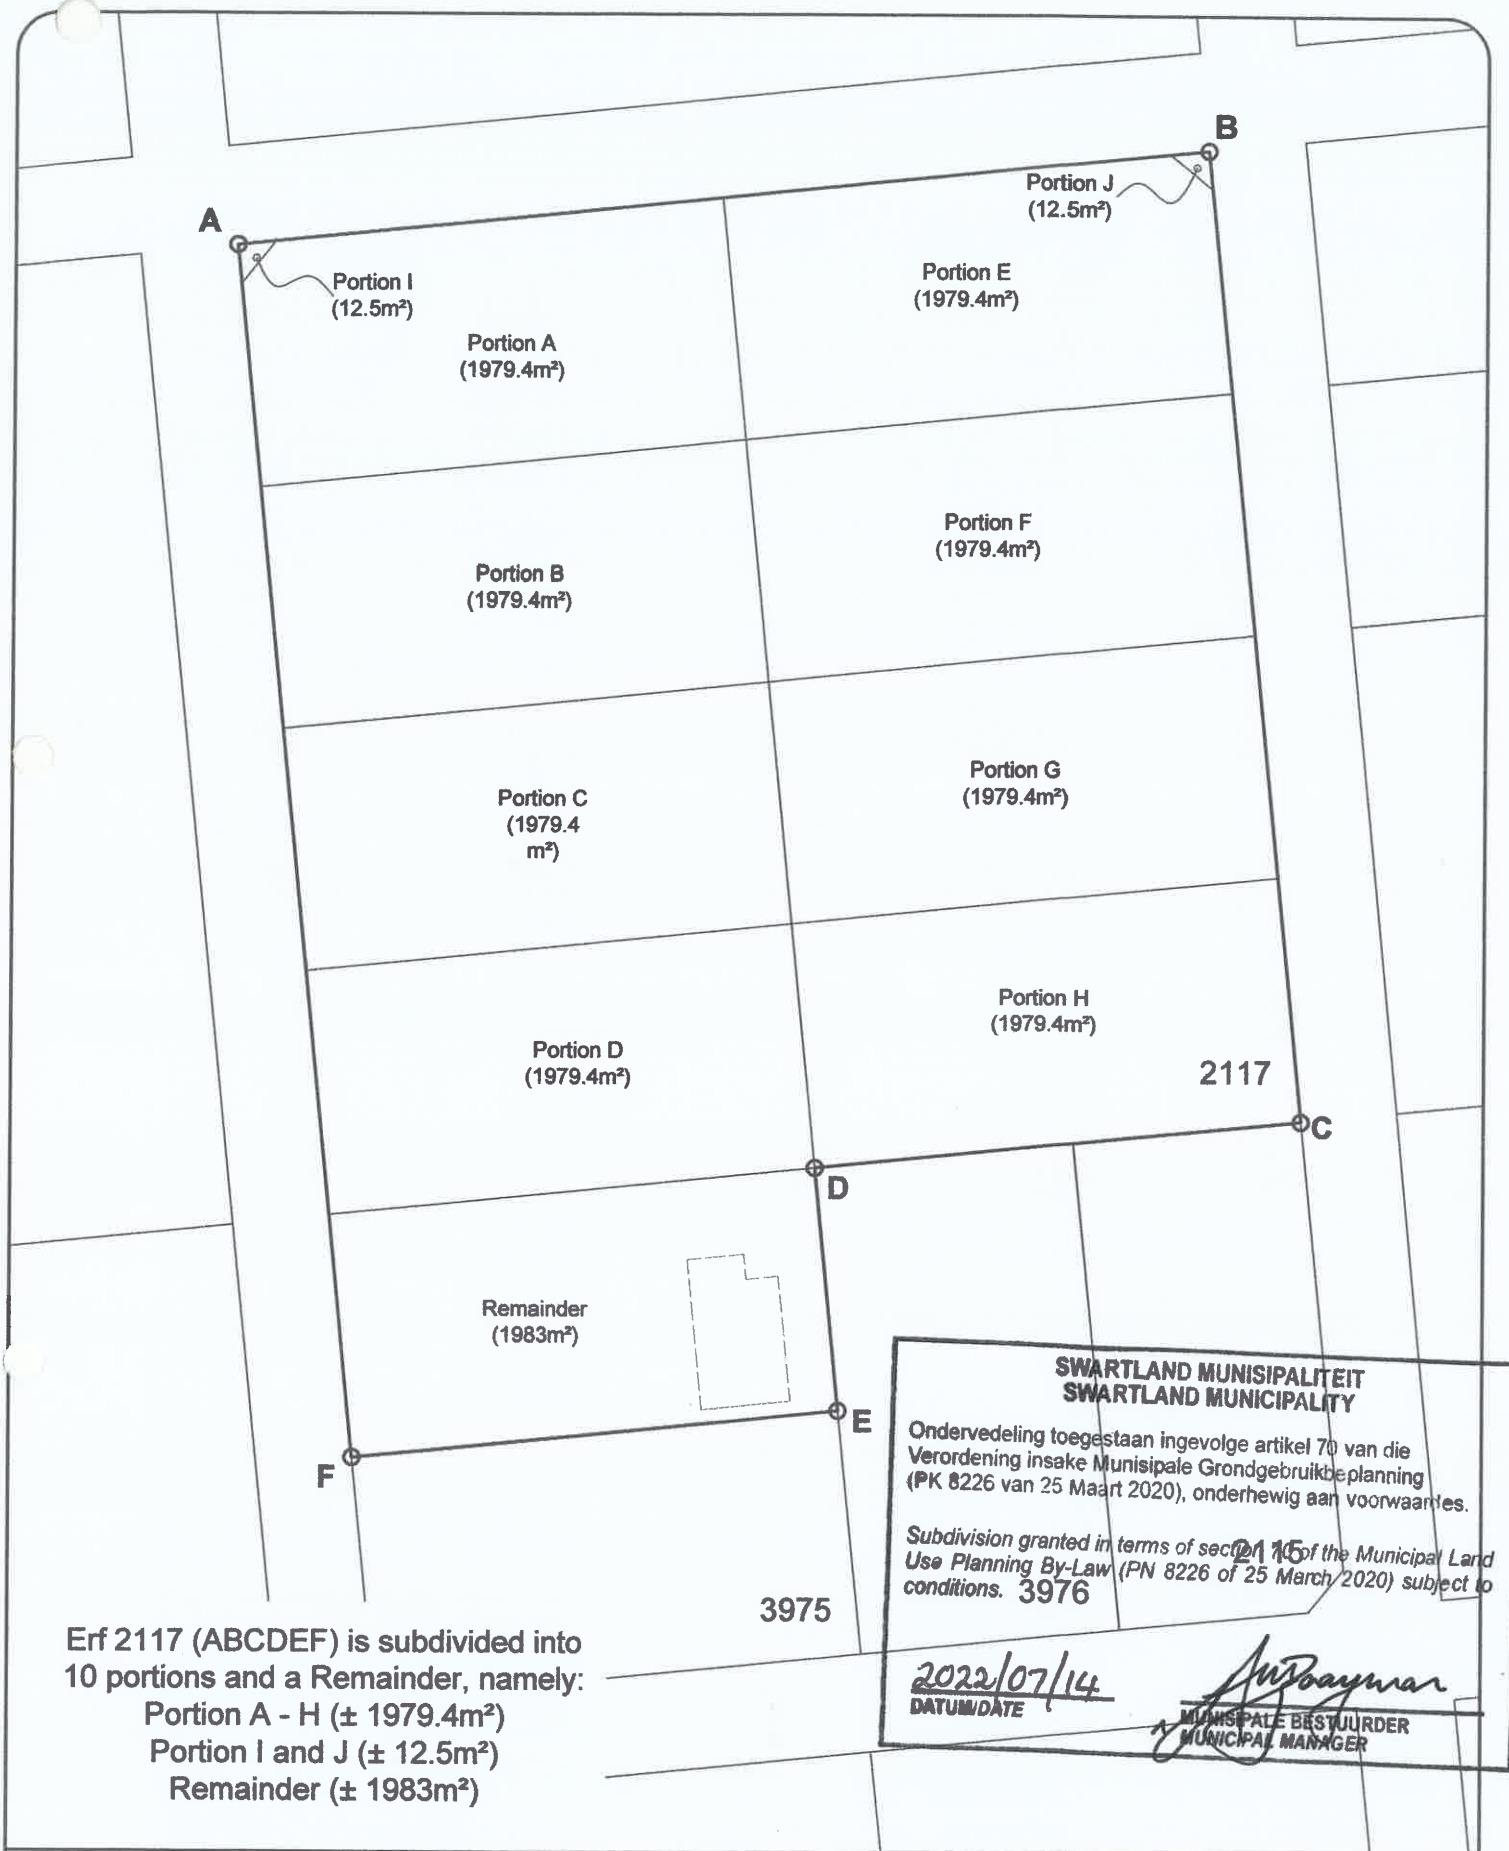 B
Portion J
(12.5m²)
A
Portion I
(12.5m²)
Portion E
(1979.4m²)
Portion A
(1979.4m²)
Portion F
(1979.4m²)
Portion B
(1979.4m²)
Portion G
(1979.4m²)
Portion C
(1979.4
m²)
Portion H
(1979.4m²)
Portion D
(1979.4m²)
2117
C
D
Remainder
(1983m²)
E
F
SWARTLAND MUNISIPALITEIT
SWARTLAND MUNICIPALITY
Ondervedeling toegestaan ingevolge artikel 70 van die
Verordening insake Munisipale Grondgebruikbeplanning
(PK 8226 van 25 Maart 2020), onderhewig aan voorwaardes.
Subdivision granted in terms of section 70 of the Municipal Land
Use Planning By-Law (PN 8226 of 25 March 2020) subject to
conditions.
2115
3976
3975
2022/07/14
DATUM/DATE
MUNISIPALE BESTUURDER
MUNICIPAL MANAGER
Erf 2117 (ABCDEF) is subdivided into
10 portions and a Remainder, namely:
Portion A - H (± 1979.4m²)
Portion I and J (± 12.5m²)
Remainder (± 1983m²)